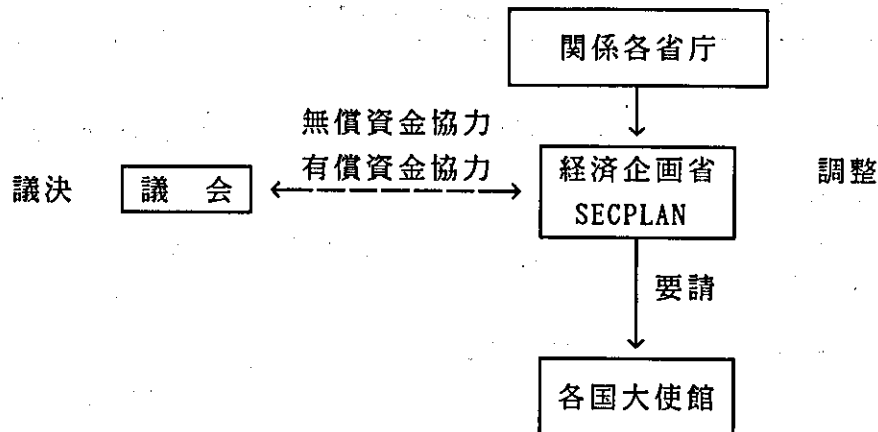 関係各省庁
無償資金協力
有償資金協力
議決
議会
経済企画省
SECPLAN
調整
要請
各国大使館